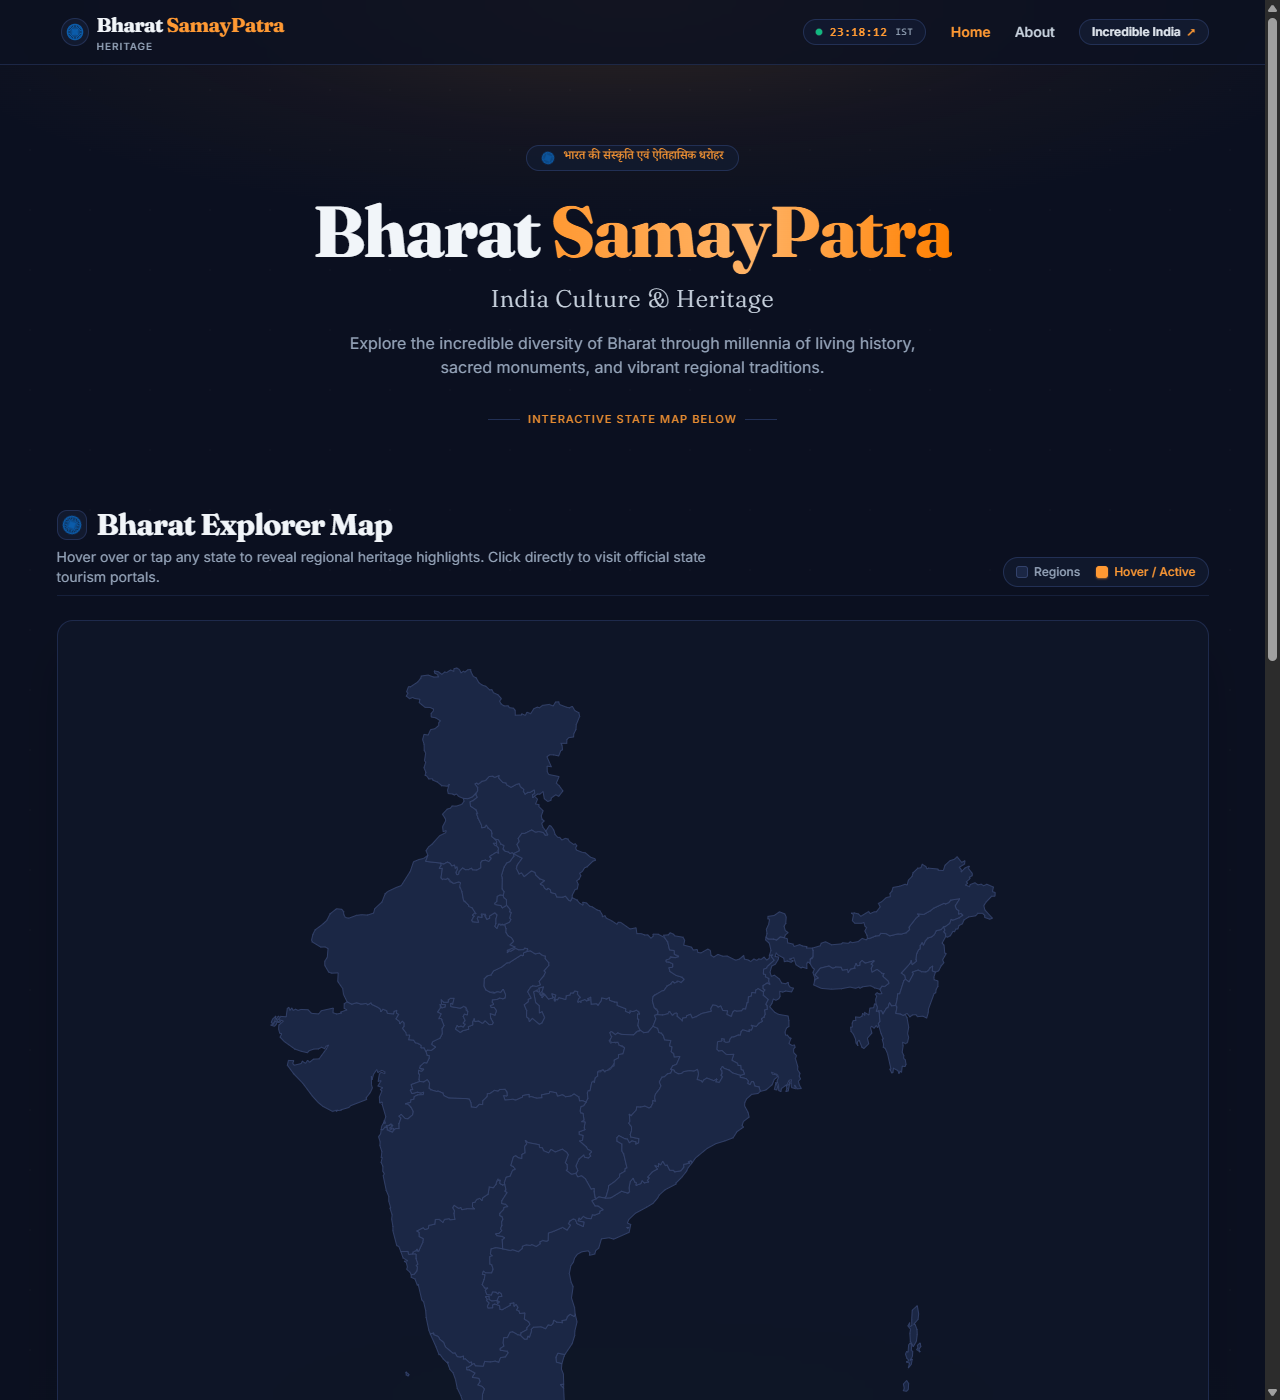 Bharat SamayPatra
HERITAGE
23:18:12 IST
Home
About
Incredible India ↗
भारत की संस्कृति एवं ऐतिहासिक धरोहर
Bharat SamayPatra
India Culture & Heritage
Explore the incredible diversity of Bharat through millennia of living history,
sacred monuments, and vibrant regional traditions.
INTERACTIVE STATE MAP BELOW
Bharat Explorer Map
Hover over or tap any state to reveal regional heritage highlights. Click directly to visit official state
tourism portals.
Regions
Hover / Active